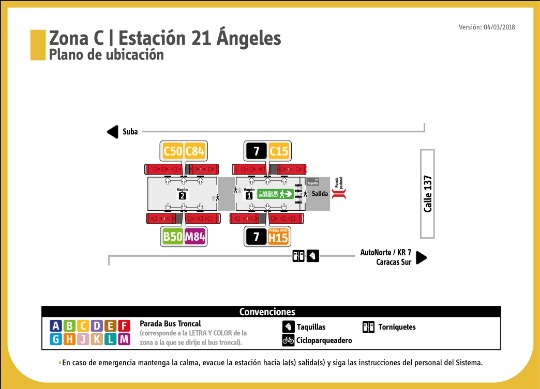 Zona C | Estación 21 Ángeles
Plano de ubicación
Versión: 04/03/2018
Suba
C50 C84
7 C15
Vagón
2
Vagón
1
Salida
Calle 137
B50 M84
7 H15
AutoNorte / KR 7
Caracas Sur
Convenciones
A B C D E F
G H J K L M
Parada Bus Troncal
(corresponde a la LETRA Y COLOR de la
zona a la que se dirije el bus troncal).
Taquillas
Torniquetes
Cicloparqueadero
•En caso de emergencia mantenga la calma, evacue la estación hacia la(s) salida(s) y siga las instrucciones del personal del Sistema.